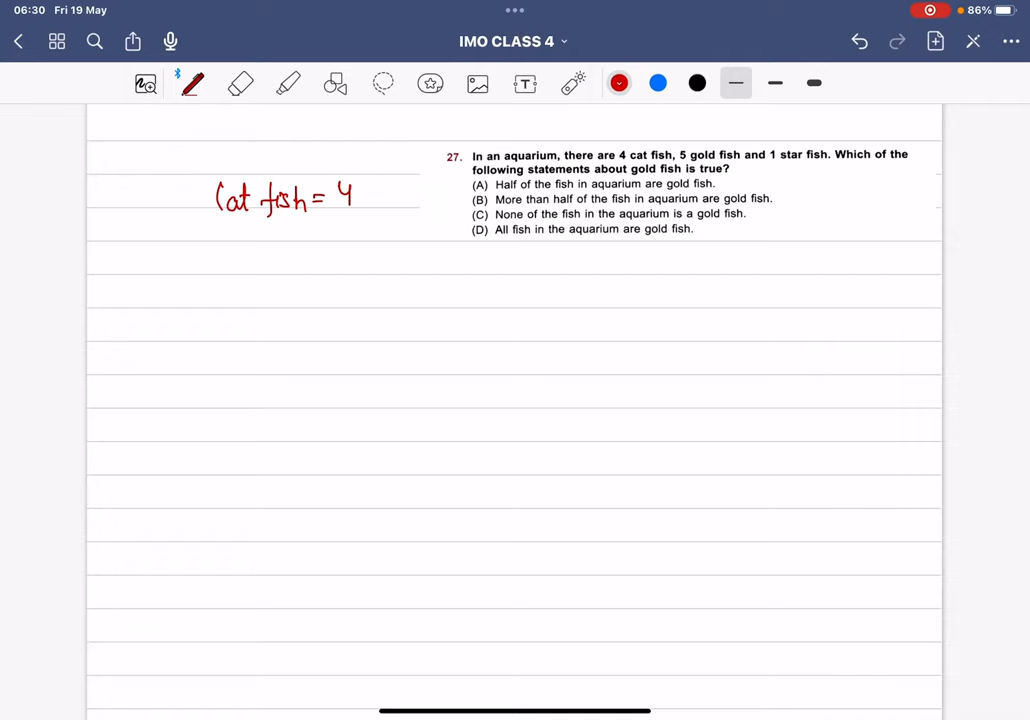 06:30 Fri 19 May
86%
IMO CLASS 4
T
27. In an aquarium, there are 4 cat fish, 5 gold fish and 1 star fish. Which of the
following statements about gold fish is true?
(A) Half of the fish in aquarium are gold fish.
(B) More than half of the fish in aquarium are gold fish.
(C) None of the fish in the aquarium is a gold fish.
(D) All fish in the aquarium are gold fish.
Cat fish = 4